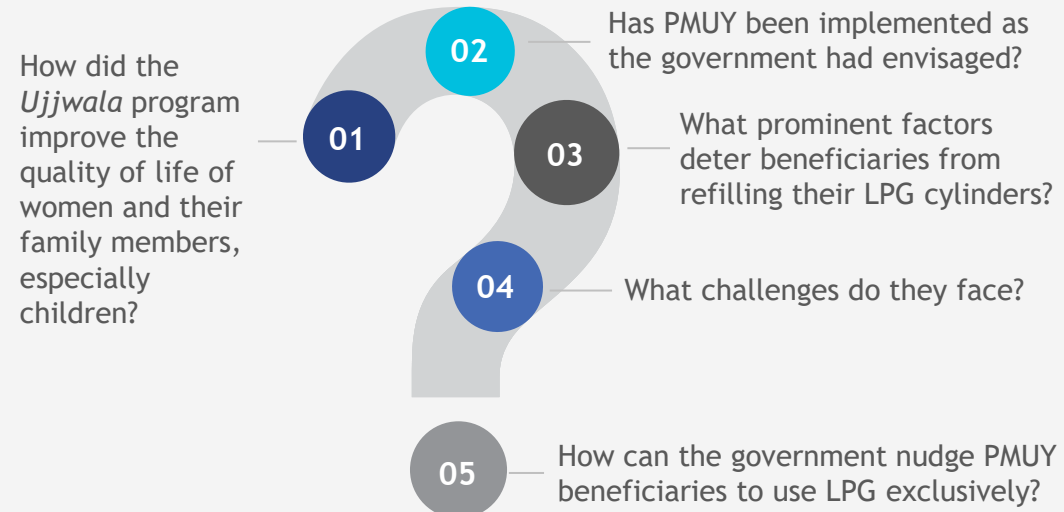 01
How did the
Ujjwala program
improve the
quality of life of
women and their
family members,
especially
children?
02
Has PMUY been implemented as
the government had envisaged?
03
What prominent factors
deter beneficiaries from
refilling their LPG cylinders?
04
What challenges do they face?
05
How can the government nudge PMUY
beneficiaries to use LPG exclusively?